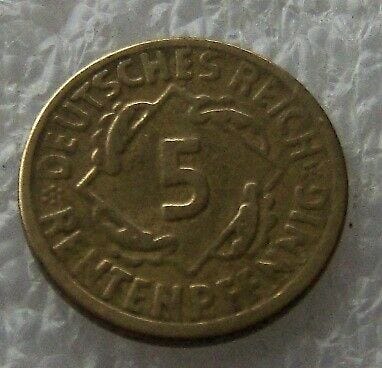 DEUTSCHES REICH
5
RENTENPFENNIG